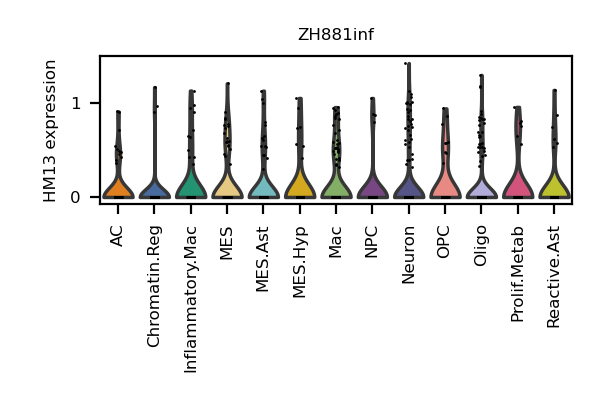 ZH881inf
HM13 expression
1
0
AC
Chromatin.Reg
Inflammatory.Mac
MES
MES.Ast
MES.Hyp
Mac
NPC
Neuron
OPC
Oligo
Prolif.Metab
Reactive.Ast